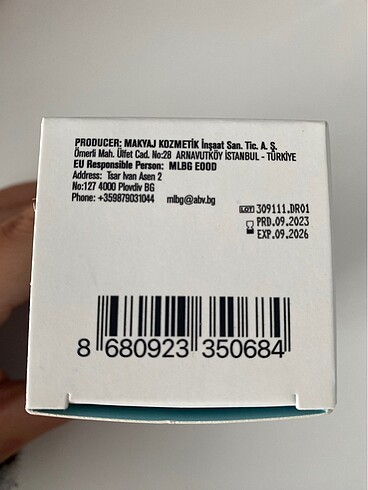 PRODUCER: MAKYAJ KOZMETİK İnşaat San. Tic. A. Ş.
Ömerli Mah. Ülfet Cad. No:28 ARNAVUTKÖY İSTANBUL - TÜRKİYE
EU Responsible Person: MLBG EOOD
Address: Tsar Ivan Asen 2
No:127 4000 Plovdiv BG
Phone: +359879031044 mlbg@abv.bg
LOT 309111.DR01
PRD.09.2023
EXP.09.2026
8 680923 350684